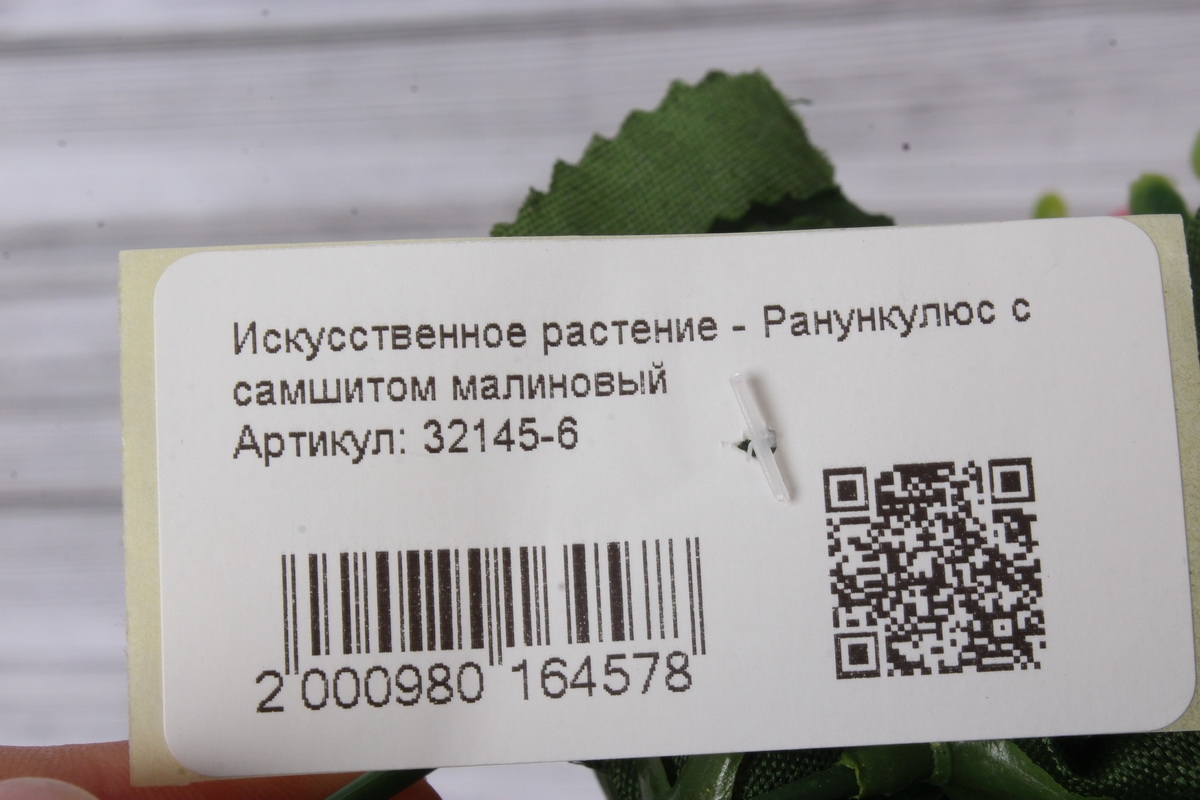 Искусственное растение - Ранункулюс с
самшитом малиновый
Артикул: 32145-6
2 000980 164578